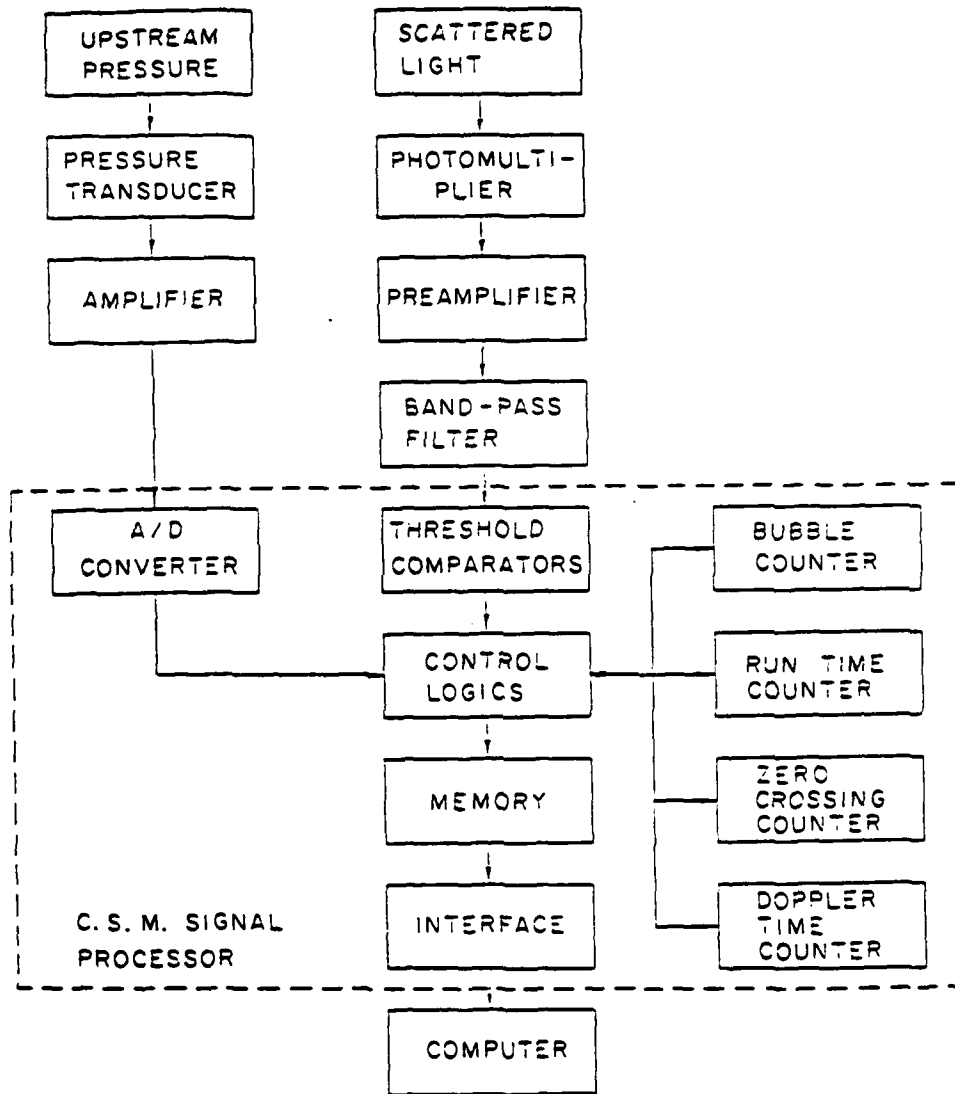 UPSTREAM
PRESSURE
SCATTERED
LIGHT
PRESSURE
TRANSDUCER
PHOTOMULTI-
PLIER
AMPLIFIER
PREAMPLIFIER
BAND-PASS
FILTER
A/D
CONVERTER
THRESHOLD
COMPARATORS
BUBBLE
COUNTER
CONTROL
LOGICS
RUN TIME
COUNTER
MEMORY
ZERO
CROSSING
COUNTER
C. S. M. SIGNAL
PROCESSOR
INTERFACE
DOPPLER
TIME
COUNTER
COMPUTER